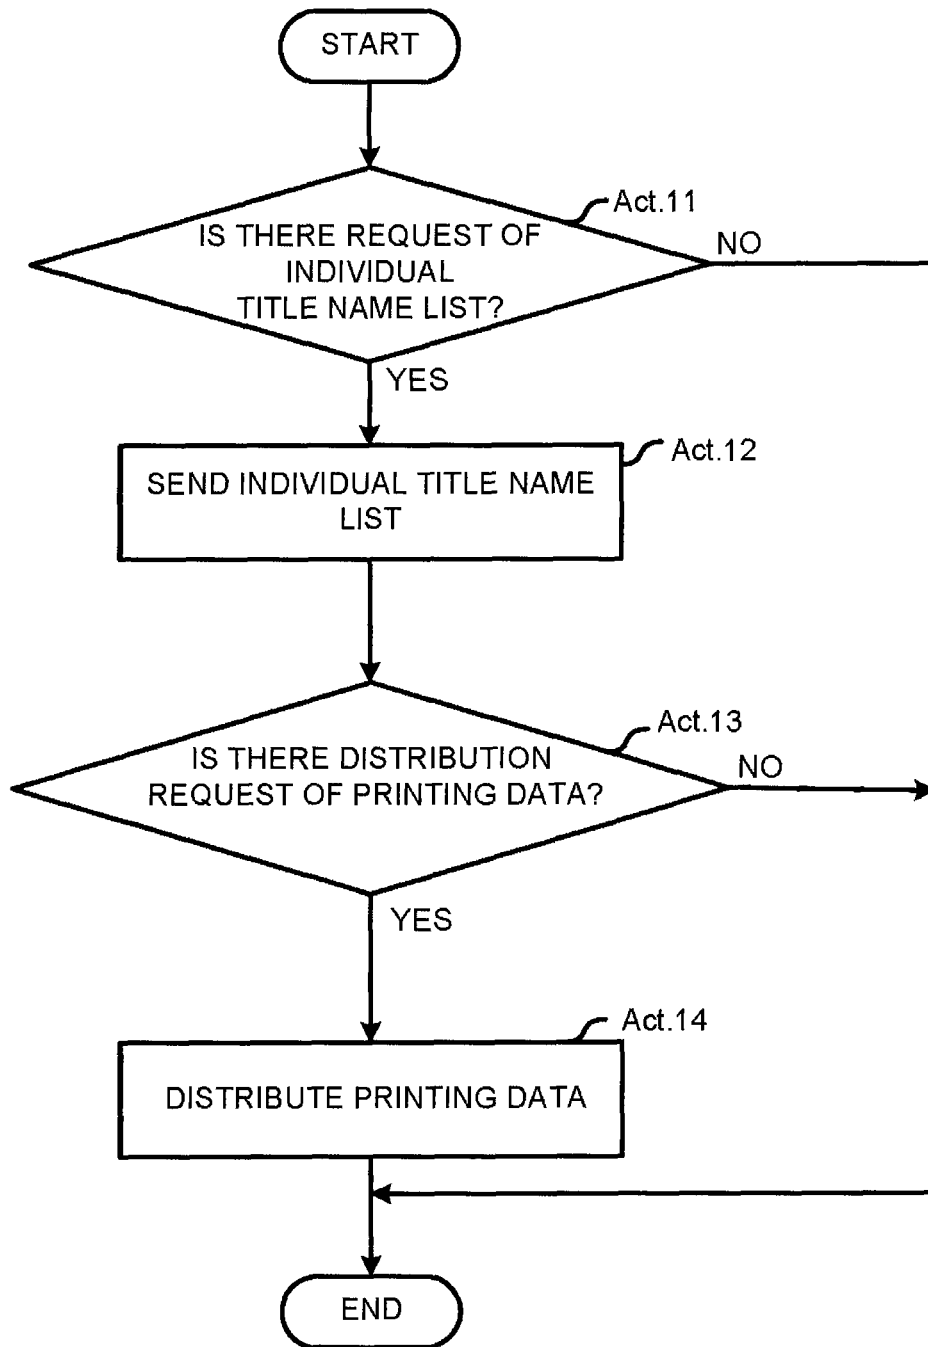 START
Act.11
IS THERE REQUEST OF
INDIVIDUAL
TITLE NAME LIST?
NO
YES
Act.12
SEND INDIVIDUAL TITLE NAME
LIST
Act.13
IS THERE DISTRIBUTION
REQUEST OF PRINTING DATA?
NO
YES
Act.14
DISTRIBUTE PRINTING DATA
END